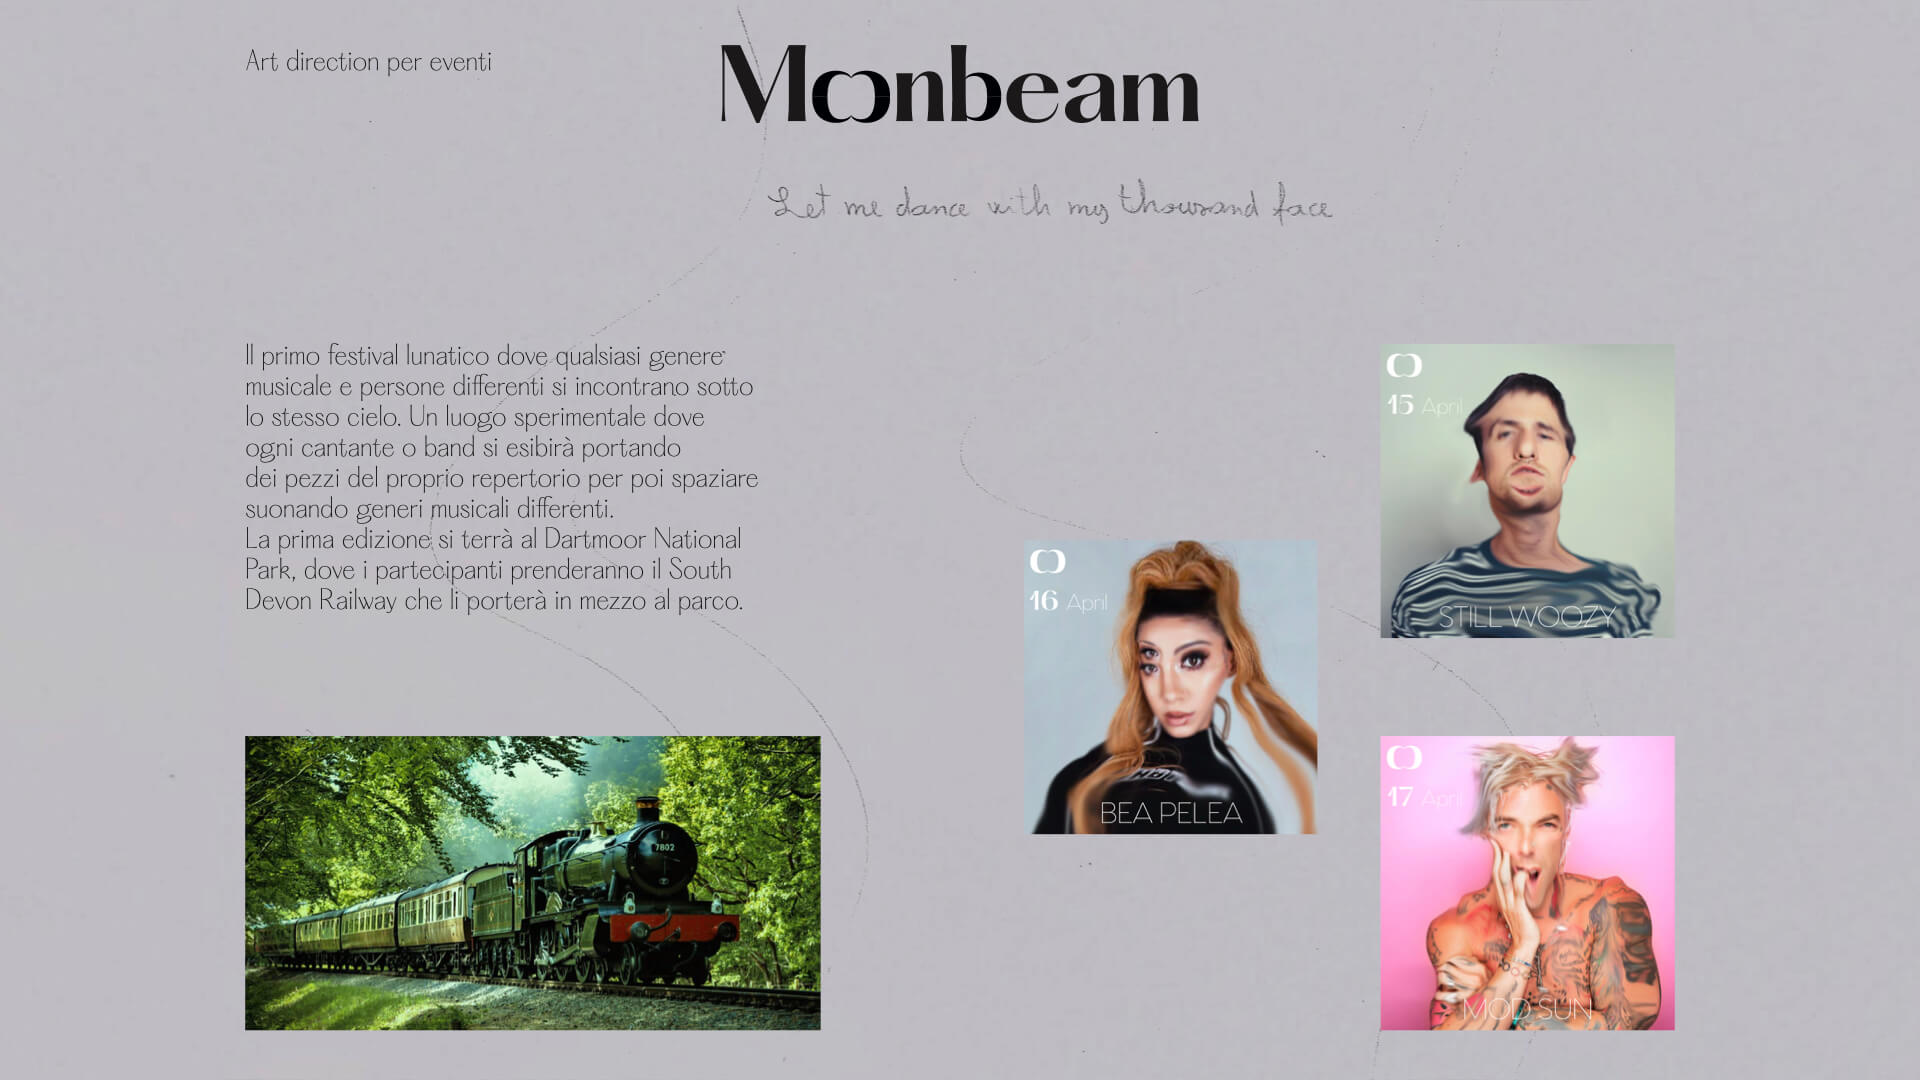 Art direction per eventi
Moonbeam
Let me dance with my thousand face
Il primo festival lunatico dove qualsiasi genere
musicale e persone differenti si incontrano sotto
lo stesso cielo. Un luogo sperimentale dove
ogni cantante o band si esibirà portando
dei pezzi del proprio repertorio per poi spaziare
suonando generi musicali differenti.
La prima edizione si terrà al Dartmoor National
Park, dove i partecipanti prenderanno il South
Devon Railway che li porterà in mezzo al parco.
7802
16 April
BEA PELEA
15 April
STILL WOOZY
17 April
MOD SUN